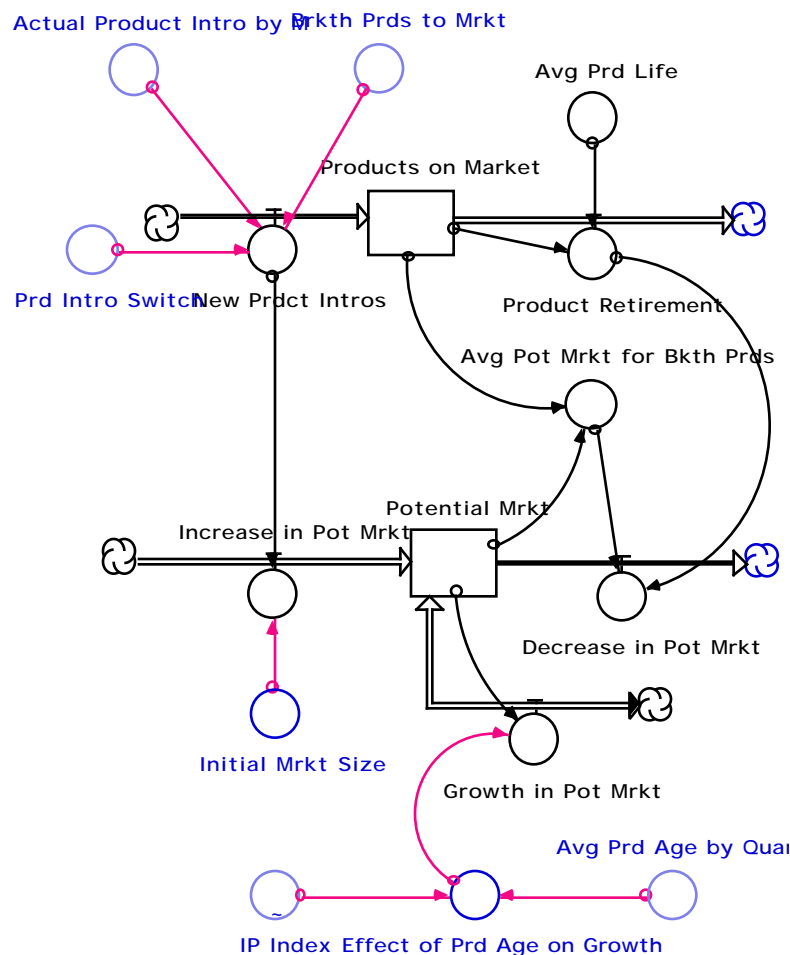 Actual Product Intro by M
Brkth Prds to Mrkt
Avg Prd Life
Products on Market
Prd Intro Switch
New Prdct Intros
Product Retirement
Avg Pot Mrkt for Bkth Prds
Potential Mrkt
Increase in Pot Mrkt
Decrease in Pot Mrkt
Initial Mrkt Size
Growth in Pot Mrkt
Avg Prd Age by Quar
~
IP Index Effect of Prd Age on Growth